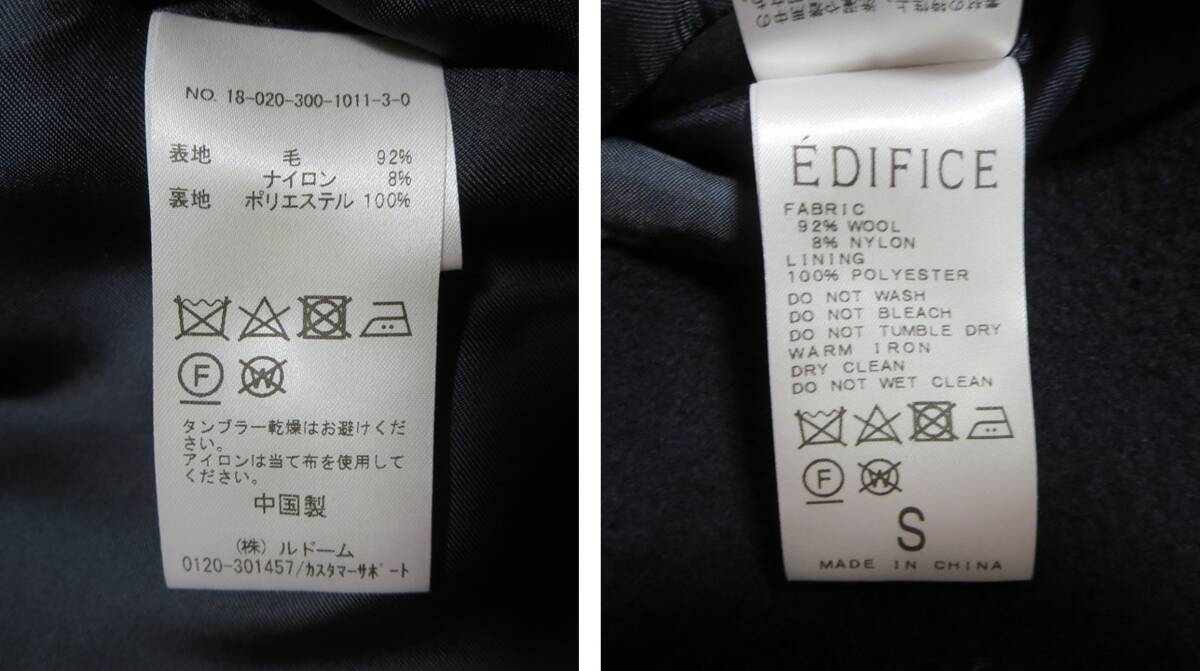 NO. 18-020-300-1011-3-0
表地 毛 92%
ナイロン 8%
裏地 ポリエステル 100%
F W
タンブラー乾燥はお避けくだ
さい。
アイロンは当て布を使用して
ください。
中国製
(株) ルドーム
0120-301457/カスタマーサポート
ÉDIFICE
FABRIC
92% WOOL
8% NYLON
LINING
100% POLYESTER
DO NOT WASH
DO NOT BLEACH
DO NOT TUMBLE DRY
WARM IRON
DRY CLEAN
DO NOT WET CLEAN
F W
S
MADE IN CHINA